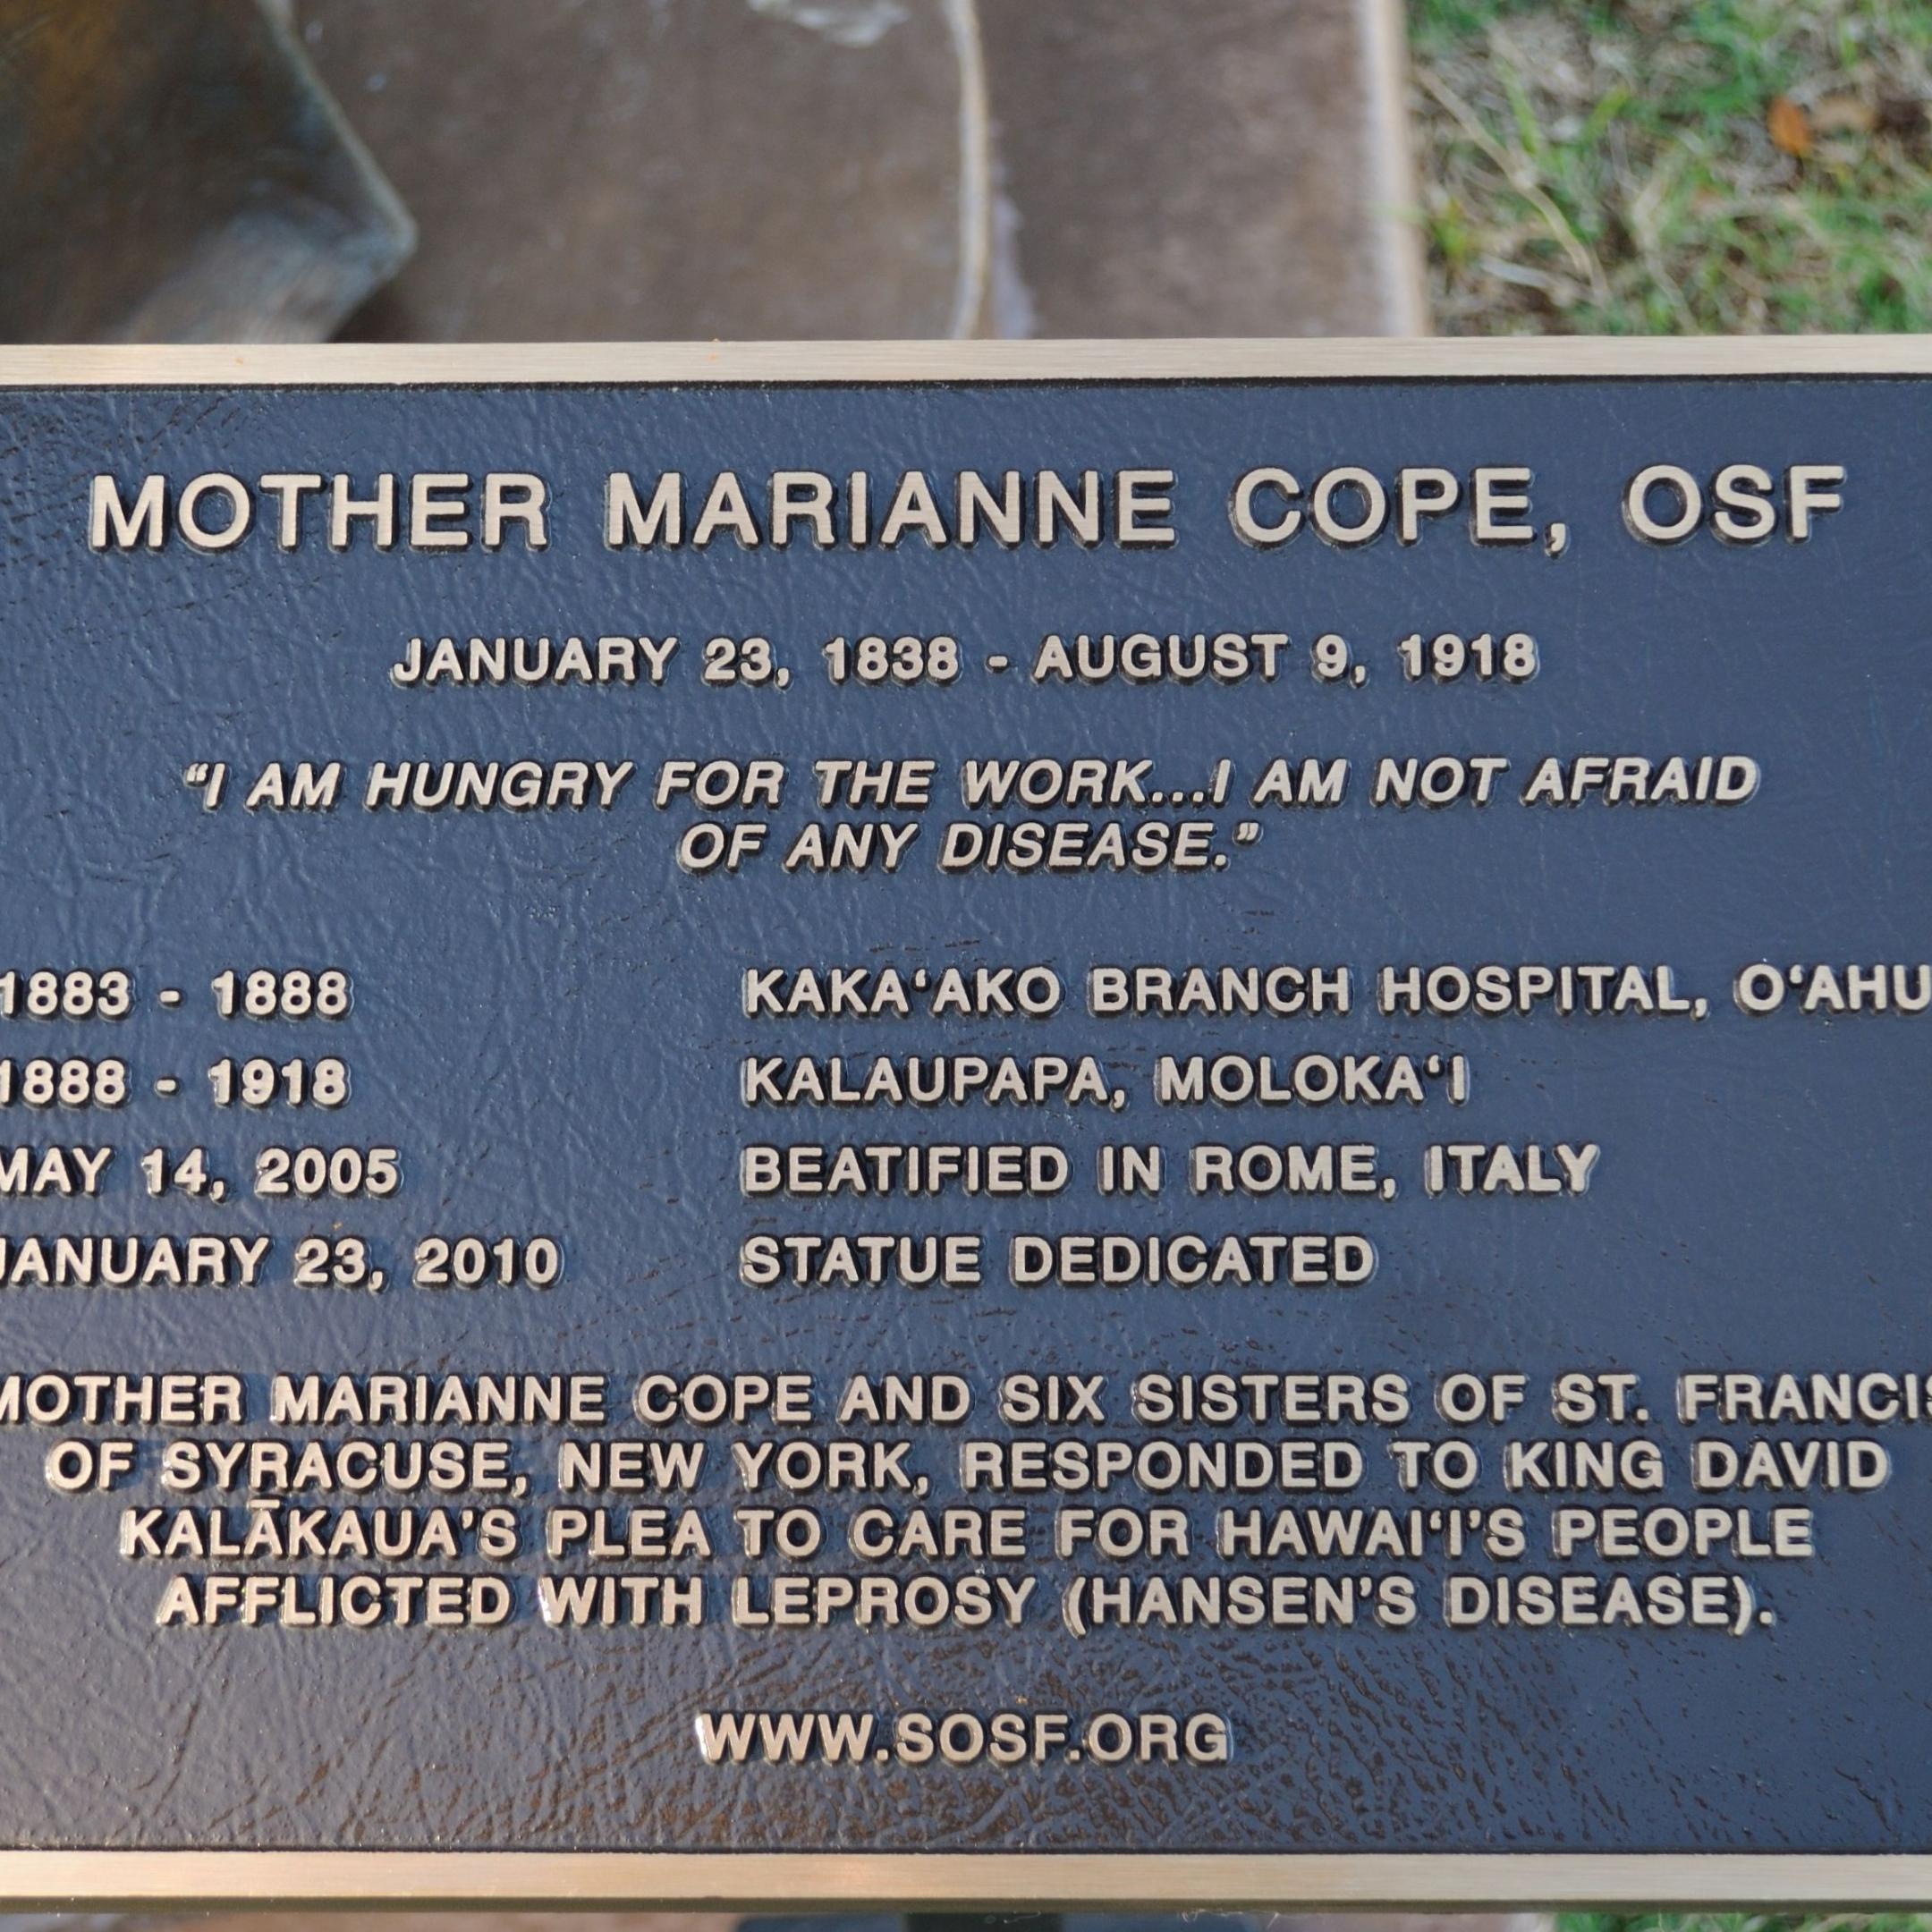 MOTHER MARIANNE COPE, OSF
JANUARY 23, 1838 - AUGUST 9, 1918
“I AM HUNGRY FOR THE WORK...I AM NOT AFRAID
OF ANY DISEASE.”
1883 - 1888 KAKA‘AKO BRANCH HOSPITAL, O‘AHU
1888 - 1918 KALAUPAPA, MOLOKA‘I
MAY 14, 2005 BEATIFIED IN ROME, ITALY
JANUARY 23, 2010 STATUE DEDICATED
MOTHER MARIANNE COPE AND SIX SISTERS OF ST. FRANCIS
OF SYRACUSE, NEW YORK, RESPONDED TO KING DAVID
KALĀKAUA’S PLEA TO CARE FOR HAWAI‘I’S PEOPLE
AFFLICTED WITH LEPROSY (HANSEN’S DISEASE).
WWW.SOSF.ORG